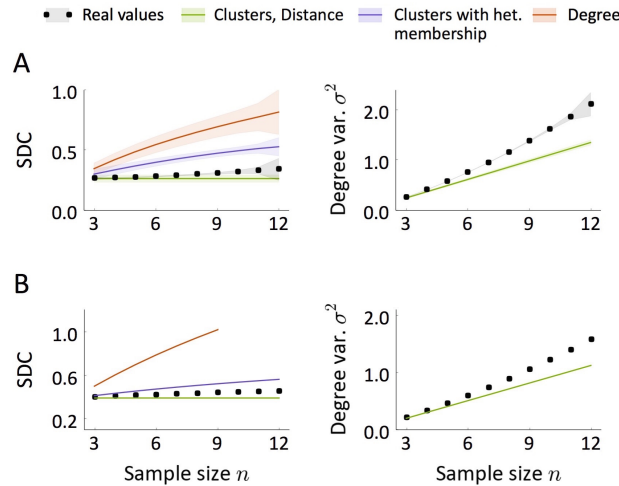 Real values
Clusters, Distance
Clusters with het.
membership
Degree
A
SDC
1.0
0.5
0.0
3 6 9 12
Degree var. σ²
2.0
1.0
0.0
3 6 9 12
B
SDC
1.0
0.6
0.2
3 6 9 12
Sample size n
Degree var. σ²
2.0
1.0
0.0
3 6 9 12
Sample size n